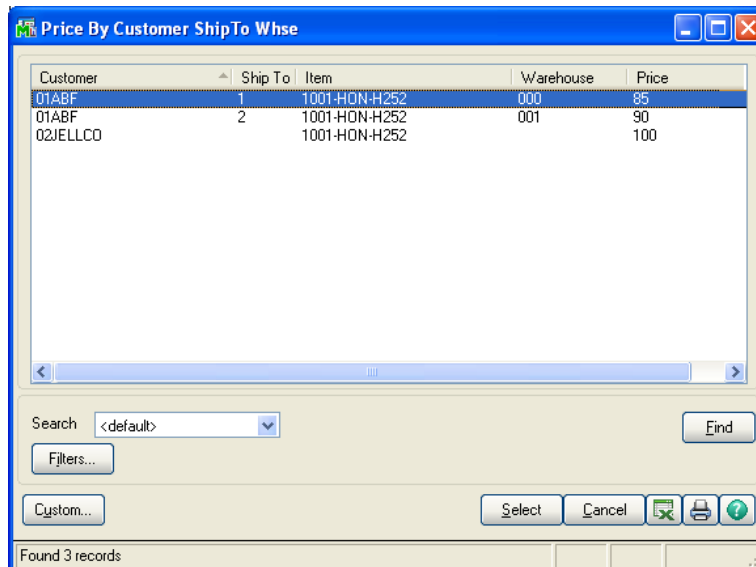 Price By Customer ShipTo Whse
Customer Ship To Item Warehouse Price
01ABF 1 1001-HON-H252 000 85
01ABF 2 1001-HON-H252 001 90
02JELLCO 1001-HON-H252 100
Search <default> Find
Filters...
Custom... Select Cancel
Found 3 records